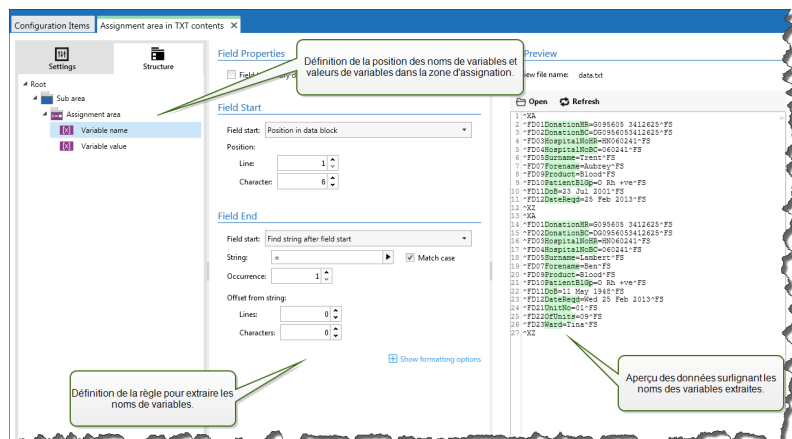 Configuration Items
Assignment area in TXT contents ×
Settings
Structure
Root
Sub area
Assignment area
Variable name
Variable value
Field Properties
Définition de la position des noms de variables et
valeurs de variables dans la zone d'assignation.
Field Start
Field start: Position in data block
Position:
Line: 1
Character: 6
Field End
Field start: Find string after field start
String: = Match case
Occurrence: 1
Offset from string:
Lines: 0
Characters: 0
Show formatting options
Définition de la règle pour extraire les
noms de variables.
Preview
file name: data.txt
Open Refresh
1 ^XA
2 ^FD01DonationHR=G095605 3412625^FS
3 ^FD02DonationBC=DG0956053412625^FS
4 ^FD03HospitalNoHR=HN060241^FS
5 ^FD04HospitalNoBC=060241^FS
6 ^FD05Surname=Trent^FS
7 ^FD07Forename=Aubrey^FS
8 ^FD09Product=Blood^FS
9 ^FD10PatientBlGp=O Rh +ve^FS
10 ^FD11DoB=23 Jul 2001^FS
11 ^FD12DateReqd=25 Feb 2013^FS
12 ^XZ
13 ^XA
14 ^FD01DonationHR=G095605 3412625^FS
15 ^FD02DonationBC=DG0956053412625^FS
16 ^FD03HospitalNoHR=HN060241^FS
17 ^FD04HospitalNoBC=060241^FS
18 ^FD05Surname=Lambert^FS
19 ^FD07Forename=Ben^FS
20 ^FD09Product=Blood^FS
21 ^FD10PatientBlGp=O Rh +ve^FS
22 ^FD11DoB=11 May 1948^FS
23 ^FD12DateReqd=Wed 25 Feb 2013^FS
24 ^FD21UnitNo=01^FS
25 ^FD22OfUnits=09^FS
26 ^FD23Ward=Tina^FS
27 ^XZ
Aperçu des données surlignant les
noms des variables extraites.